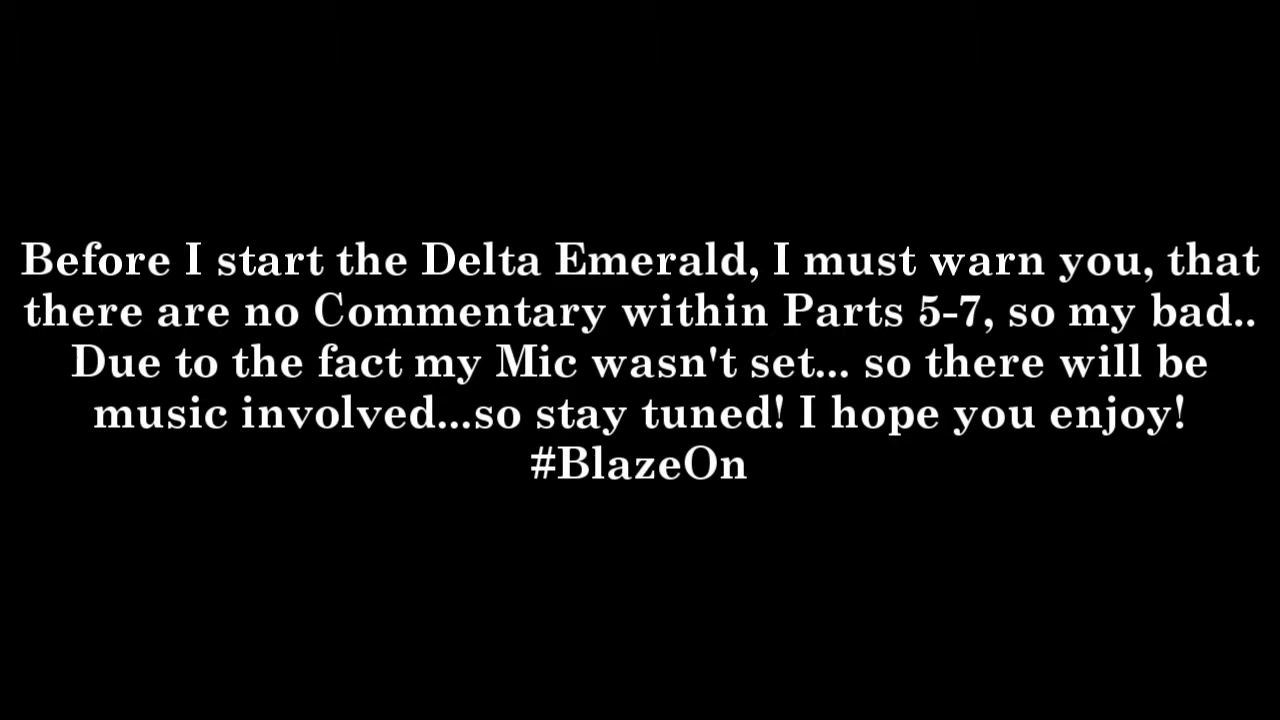 Before I start the Delta Emerald, I must warn you, that
there are no Commentary within Parts 5-7, so my bad..
Due to the fact my Mic wasn't set... so there will be
music involved...so stay tuned! I hope you enjoy!
#BlazeOn